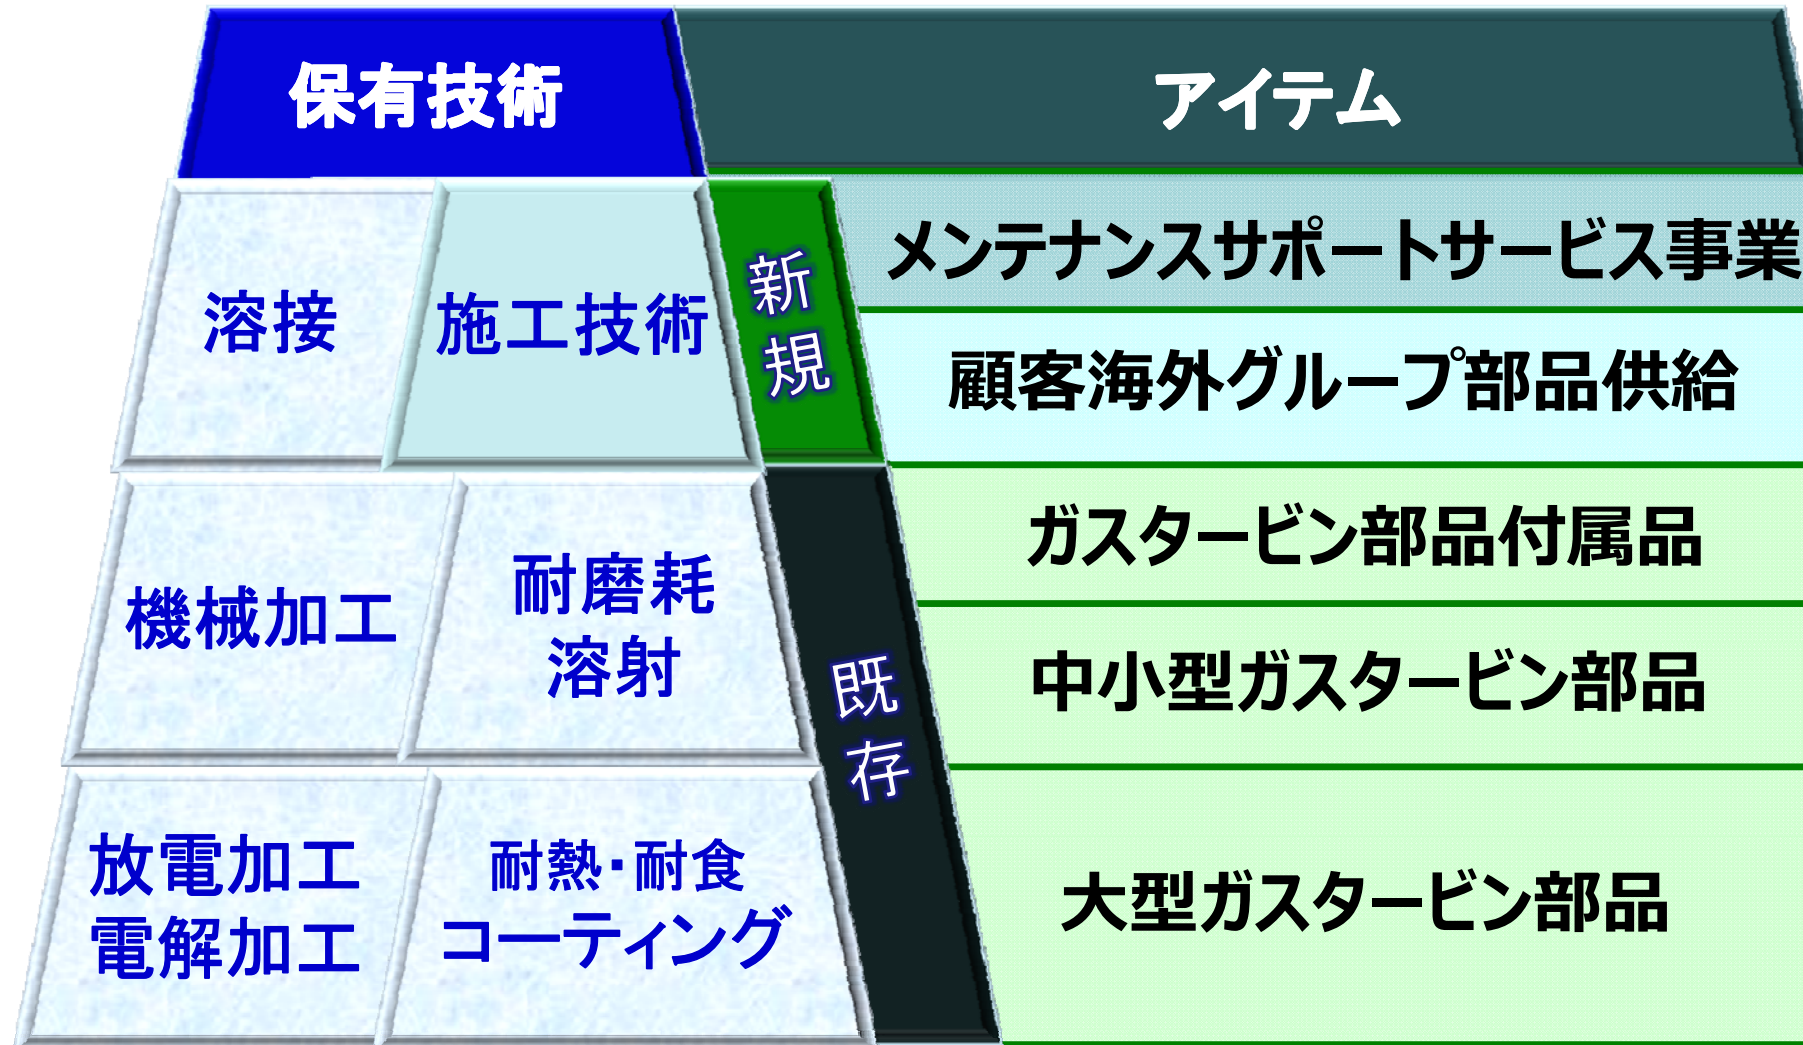 保有技術
アイテム
溶接
施工技術
新
規
メンテナンスサポートサービス事業
顧客海外グループ部品供給
機械加工
耐磨耗
溶射
既
存
ガスタービン部品付属品
中小型ガスタービン部品
放電加工
電解加工
耐熱・耐食
コーティング
大型ガスタービン部品